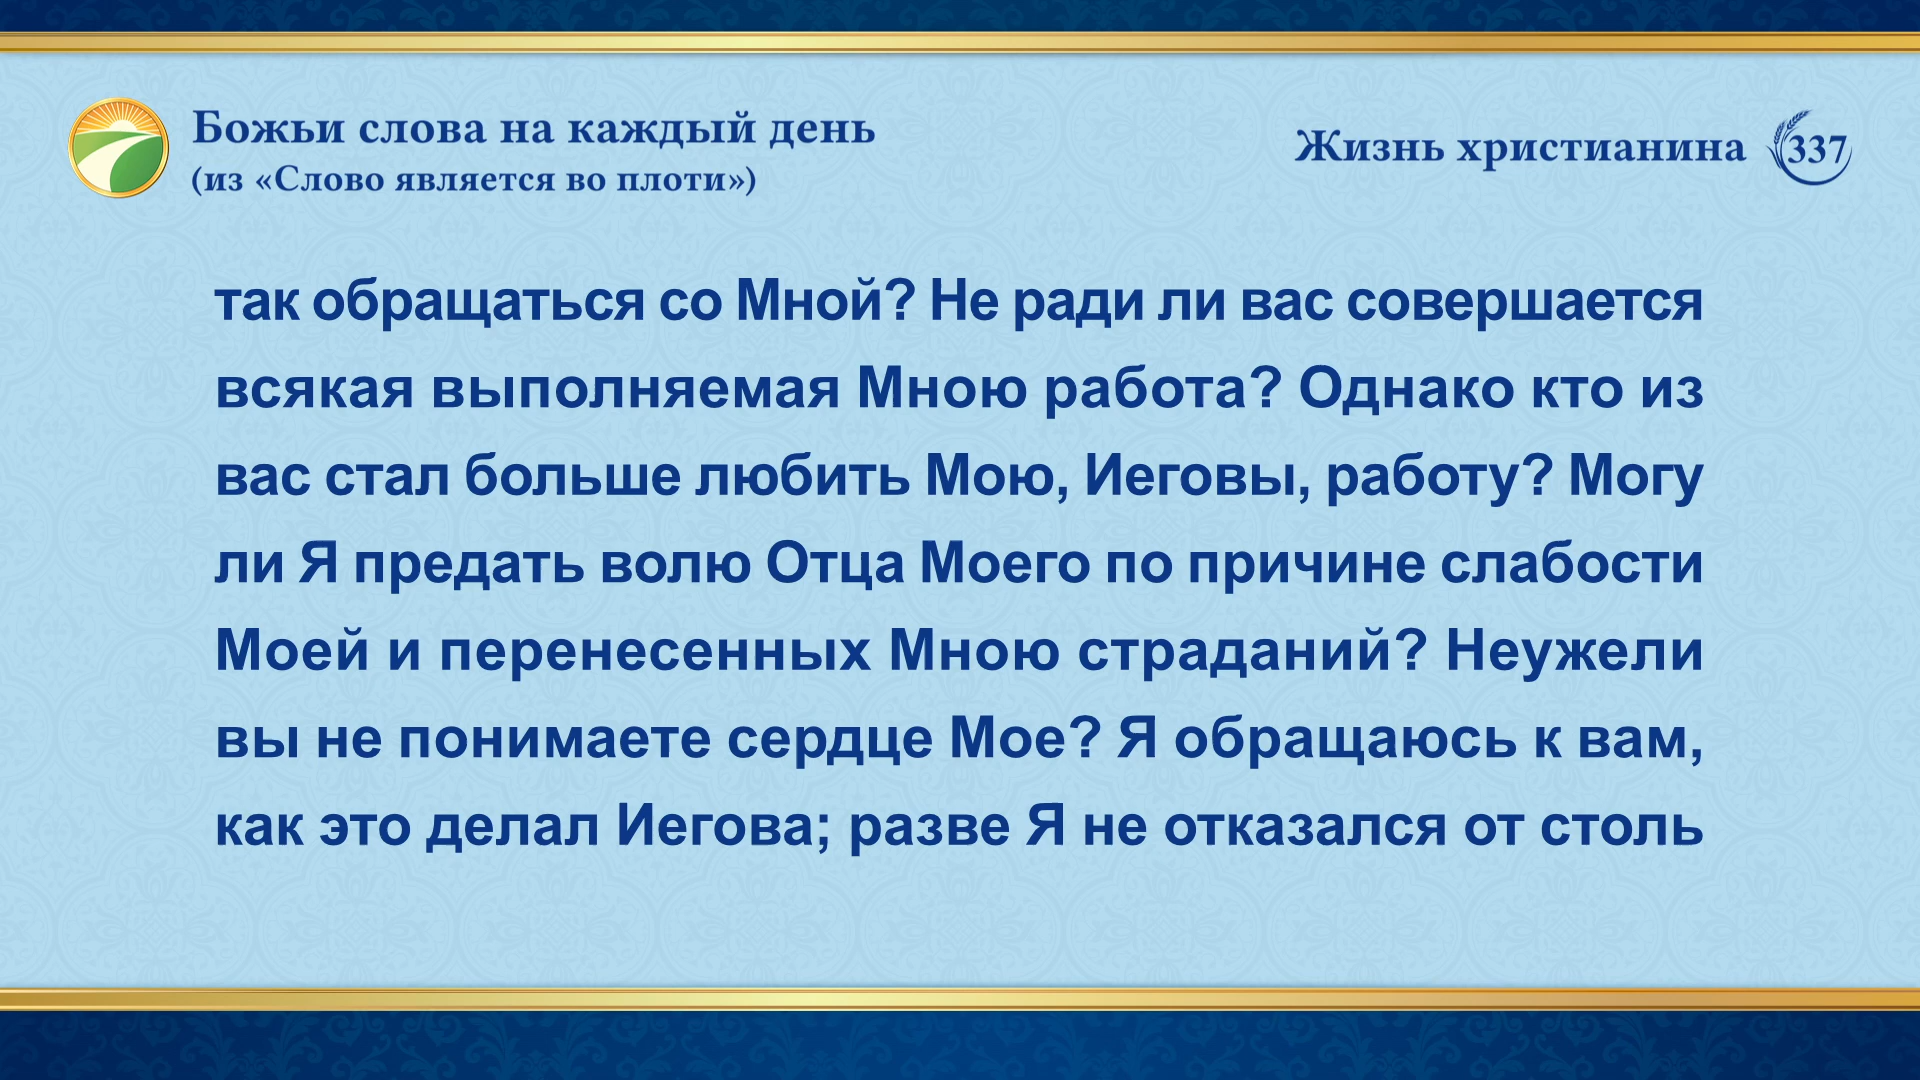 Божьи слова на каждый день
(из «Слово является во плоти»)
Жизнь христианина 337
так обращаться со Мной? Не ради ли вас совершается
всякая выполняемая Мною работа? Однако кто из
вас стал больше любить Мою, Иеговы, работу? Могу
ли Я предать волю Отца Моего по причине слабости
Моей и перенесенных Мною страданий? Неужели
вы не понимаете сердце Мое? Я обращаюсь к вам,
как это делал Иегова; разве Я не отказался от столь